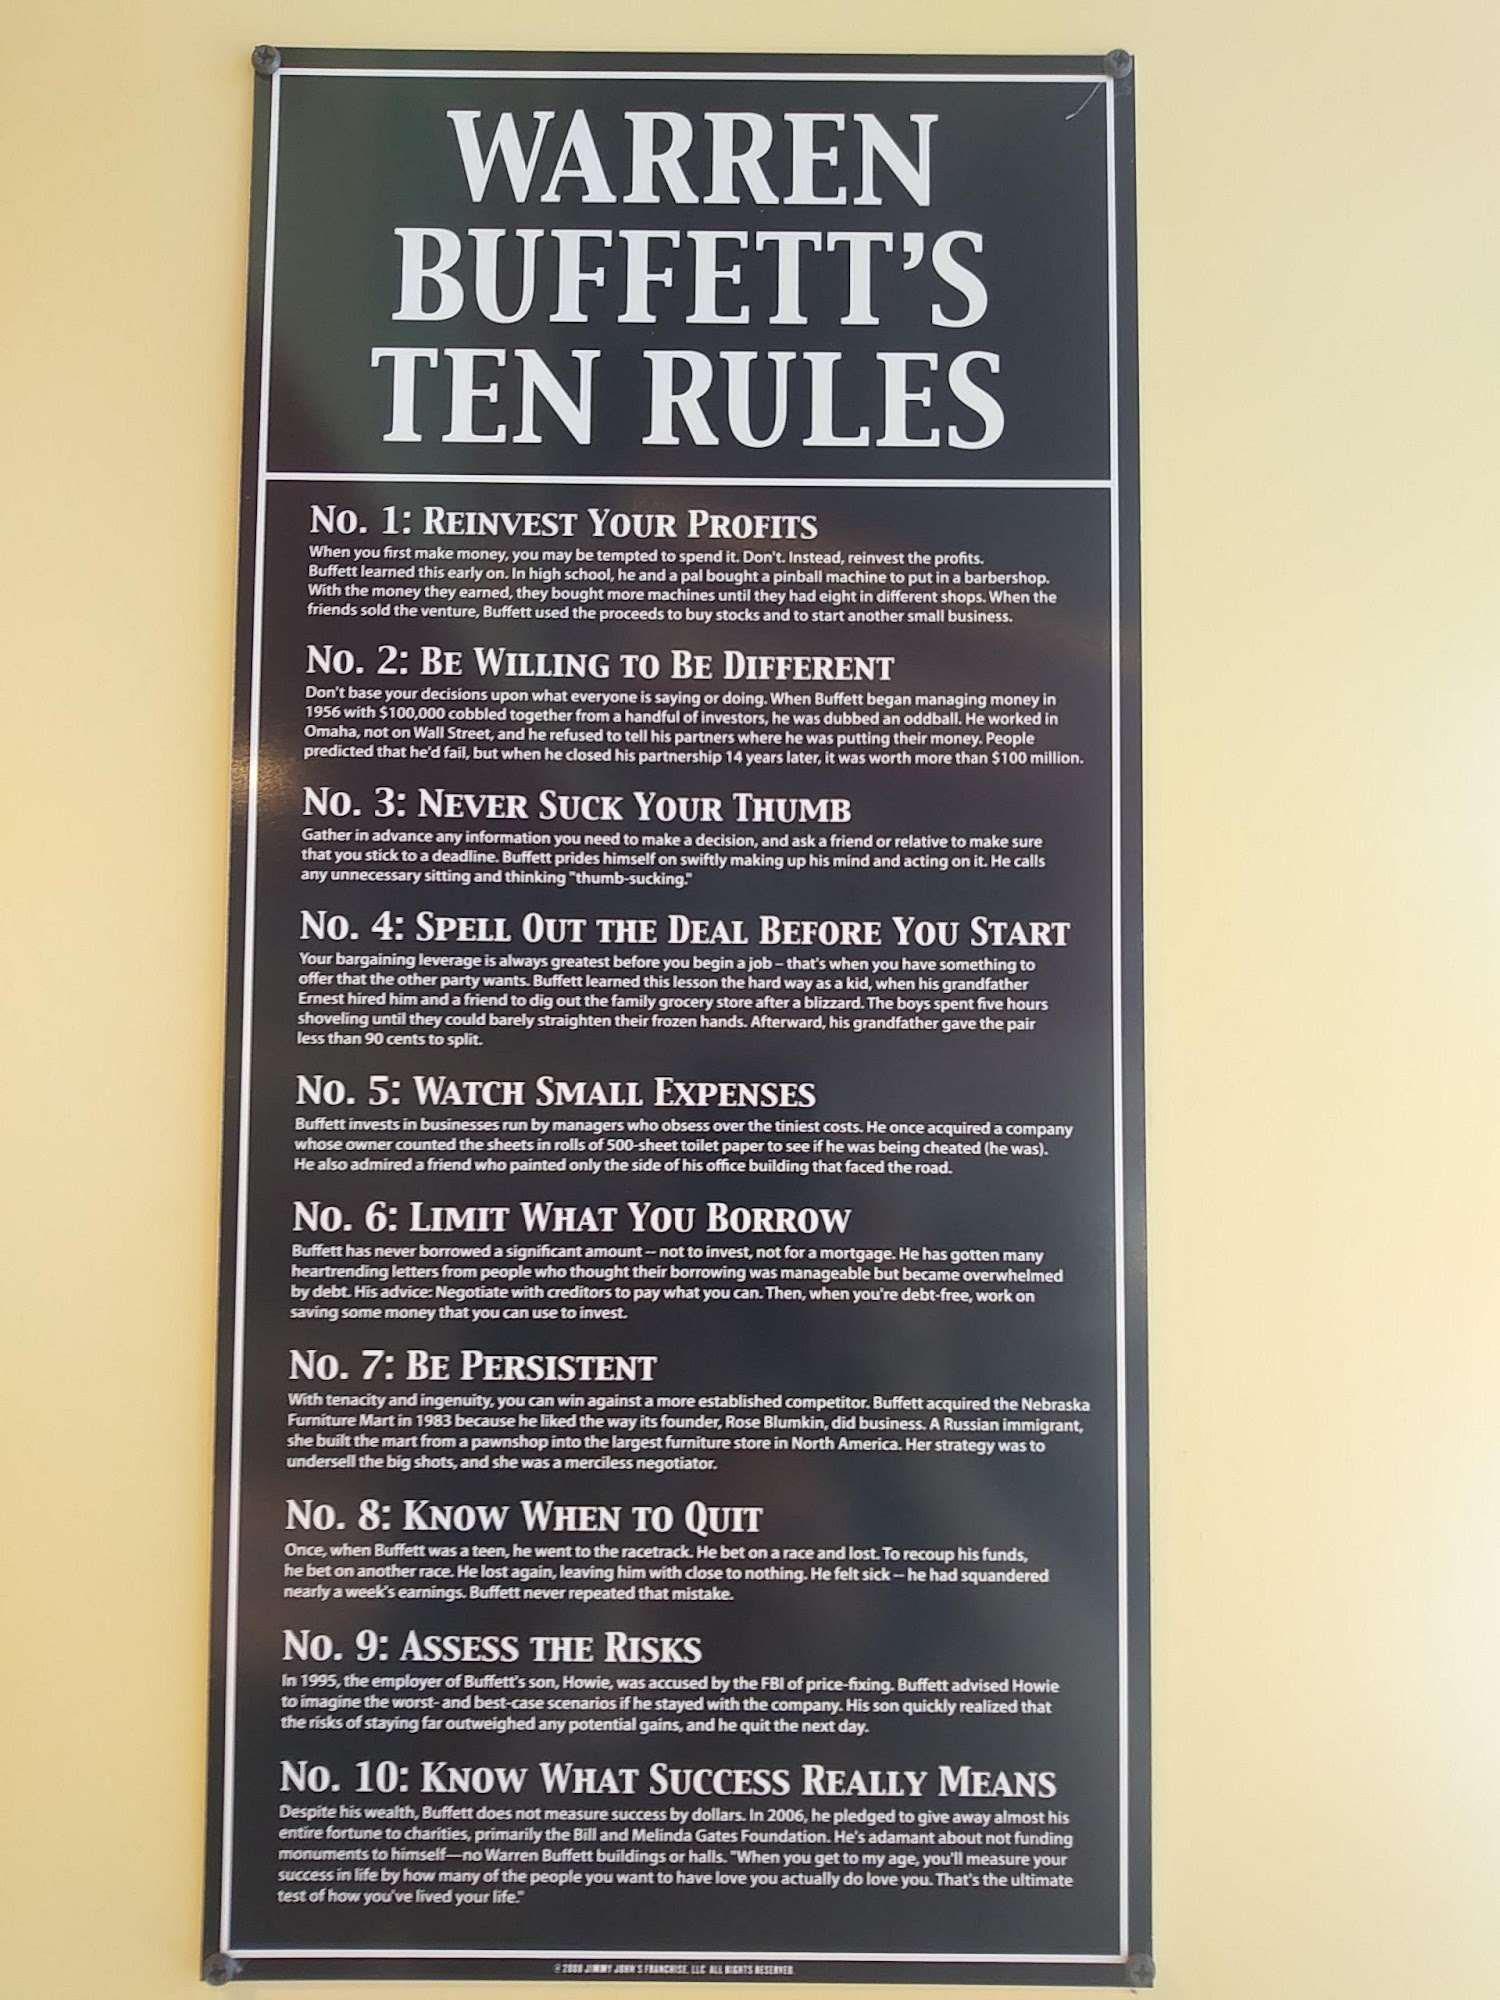 WARREN
BUFFETT'S
TEN RULES
No. 1: Reinvest Your Profits
When you first make money, you may be tempted to spend it. Don't. Instead, reinvest the profits.
Buffett learned this early on. In high school, he and a pal bought a pinball machine to put in a barbershop.
With the money they earned, they bought more machines until they had eight in different shops. When the
friends sold the venture, Buffett used the proceeds to buy stocks and to start another small business.
No. 2: Be Willing to Be Different
Don't base your decisions upon what everyone is saying or doing. When Buffett began managing money in
1956 with $100,000 cobbled together from a handful of investors, he was dubbed an oddball. He worked in
Omaha, not on Wall Street, and he refused to tell his partners where he was putting their money. People
predicted that he'd fail, but when he closed his partnership 14 years later, it was worth more than $100 million.
No. 3: Never Suck Your Thumb
Gather in advance any information you need to make a decision, and ask a friend or relative to make sure
that you stick to a deadline. Buffett prides himself on swiftly making up his mind and acting on it. He calls
any unnecessary sitting and thinking "thumb-sucking."
No. 4: Spell Out the Deal Before You Start
Your bargaining leverage is always greatest before you begin a job – that's when you have something to
offer that the other party wants. Buffett learned this lesson the hard way as a kid, when his grandfather
Ernest hired him and a friend to dig out the family grocery store after a blizzard. The boys spent five hours
shoveling until they could barely straighten their frozen hands. Afterward, his grandfather gave the pair
less than 90 cents to split.
No. 5: Watch Small Expenses
Buffett invests in businesses run by managers who obsess over the tiniest costs. He once acquired a company
whose owner counted the sheets in rolls of 500-sheet toilet paper to see if he was being cheated (he was).
He also admired a friend who painted only the side of his office building that faced the road.
No. 6: Limit What You Borrow
Buffett has never borrowed a significant amount -- not to invest, not for a mortgage. He has gotten many
heartrending letters from people who thought their borrowing was manageable but became overwhelmed
by debt. His advice: Negotiate with creditors to pay what you can. Then, when you're debt-free, work on
saving some money that you can use to invest.
No. 7: Be Persistent
With tenacity and ingenuity, you can win against a more established competitor. Buffett acquired the Nebraska
Furniture Mart in 1983 because he liked the way its founder, Rose Blumkin, did business. A Russian immigrant,
she built the mart from a pawnshop into the largest furniture store in North America. Her strategy was to
undersell the big shots, and she was a merciless negotiator.
No. 8: Know When to Quit
Once, when Buffett was a teen, he went to the racetrack. He bet on a race and lost. To recoup his funds,
he bet on another race. He lost again, leaving him with close to nothing. He felt sick -- he had squandered
nearly a week's earnings. Buffett never repeated that mistake.
No. 9: Assess the Risks
In 1995, the employer of Buffett's son, Howie, was accused by the FBI of price-fixing. Buffett advised Howie
to imagine the worst- and best-case scenarios if he stayed with the company. His son quickly realized that
the risks of staying far outweighed any potential gains, and he quit the next day.
No. 10: Know What Success Really Means
Despite his wealth, Buffett does not measure success by dollars. In 2006, he pledged to give away almost his
entire fortune to charities, primarily the Bill and Melinda Gates Foundation. He's adamant about not funding
monuments to himself—no Warren Buffett buildings or halls. "When you get to my age, you'll measure your
success in life by how many of the people you want to have love you actually do love you. That's the ultimate
test of how you've lived your life."
© 2008 JIMMY JOHN'S FRANCHISE, LLC ALL RIGHTS RESERVED.